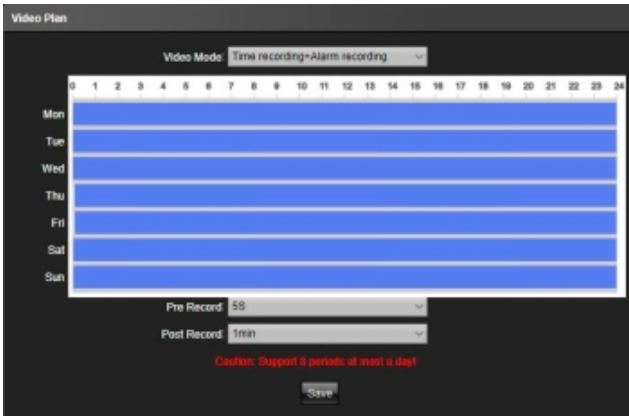 Video Plan
Video Mode: Time recording+Alarm recording
0 1 2 3 4 5 6 7 8 9 10 11 12 13 14 15 16 17 18 19 20 21 22 23 24
Mon
Tue
Wed
Thu
Fri
Sat
Sun
Pre Record: 5S
Post Record: 1min
Caution: Support 8 periods at most a day!
Save